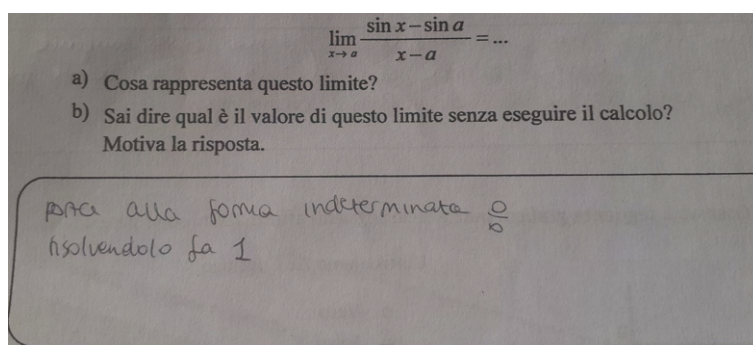 lim x→a (sin x – sin a)/(x – a) = ...
a) Cosa rappresenta questo limite?
b) Sai dire qual è il valore di questo limite senza eseguire il calcolo?
Motiva la risposta.
porta alla forma indeterminata 0/0
risolvendolo fa 1